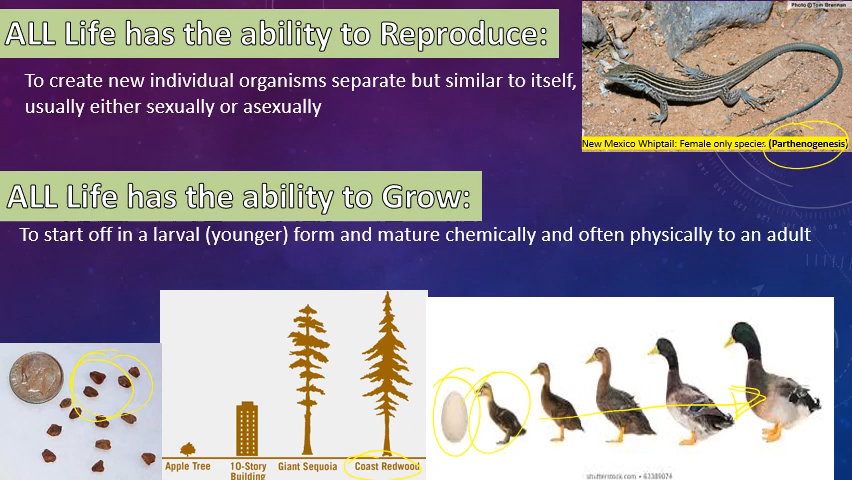 Photo © Tom Brennan
ALL Life has the ability to Reproduce:
To create new individual organisms separate but similar to itself,
usually either sexually or asexually
New Mexico Whiptail: Female only species (Parthenogenesis)
ALL Life has the ability to Grow:
To start off in a larval (younger) form and mature chemically and often physically to an adult
Apple Tree
10-Story
Building
Giant Sequoia
Coast Redwood
shutterstock.com • 63389074